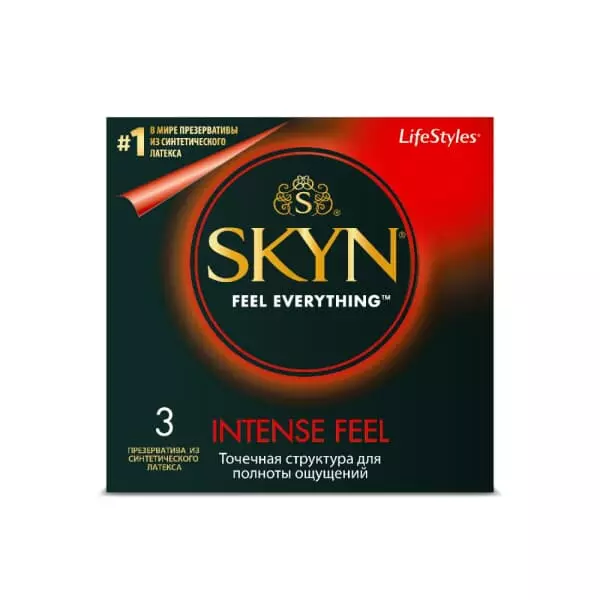 #1 В МИРЕ ПРЕЗЕРВАТИВЫ
ИЗ СИНТЕТИЧЕСКОГО
ЛАТЕКСА
LifeStyles®
S®
SKYN®
FEEL EVERYTHING™
3
ПРЕЗЕРВАТИВА ИЗ
СИНТЕТИЧЕСКОГО
ЛАТЕКСА
INTENSE FEEL
Точечная структура для
полноты ощущений